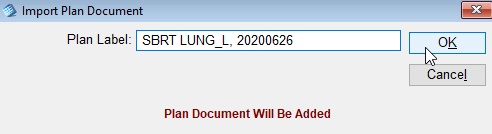 Import Plan Document
Plan Label: SBRT LUNG_L, 20200626
OK
Cancel
Plan Document Will Be Added